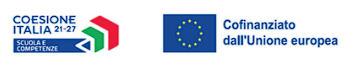 COESIONE
ITALIA 21-27
SCUOLA E
COMPETENZE
Cofinanziato
dall'Unione europea